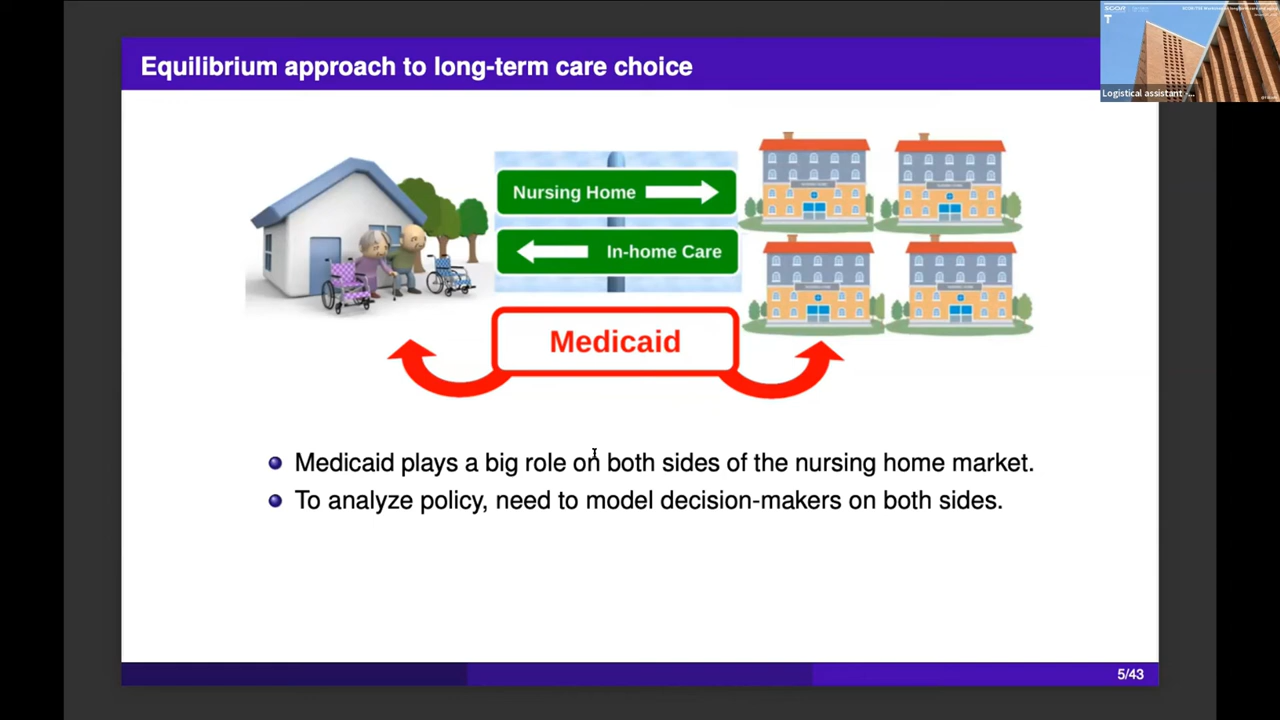 Equilibrium approach to long-term care choice
Nursing Home
In-home Care
Medicaid
Medicaid plays a big role on both sides of the nursing home market.
To analyze policy, need to model decision-makers on both sides.
5/43
SCOR
T
Logistical assistant -...